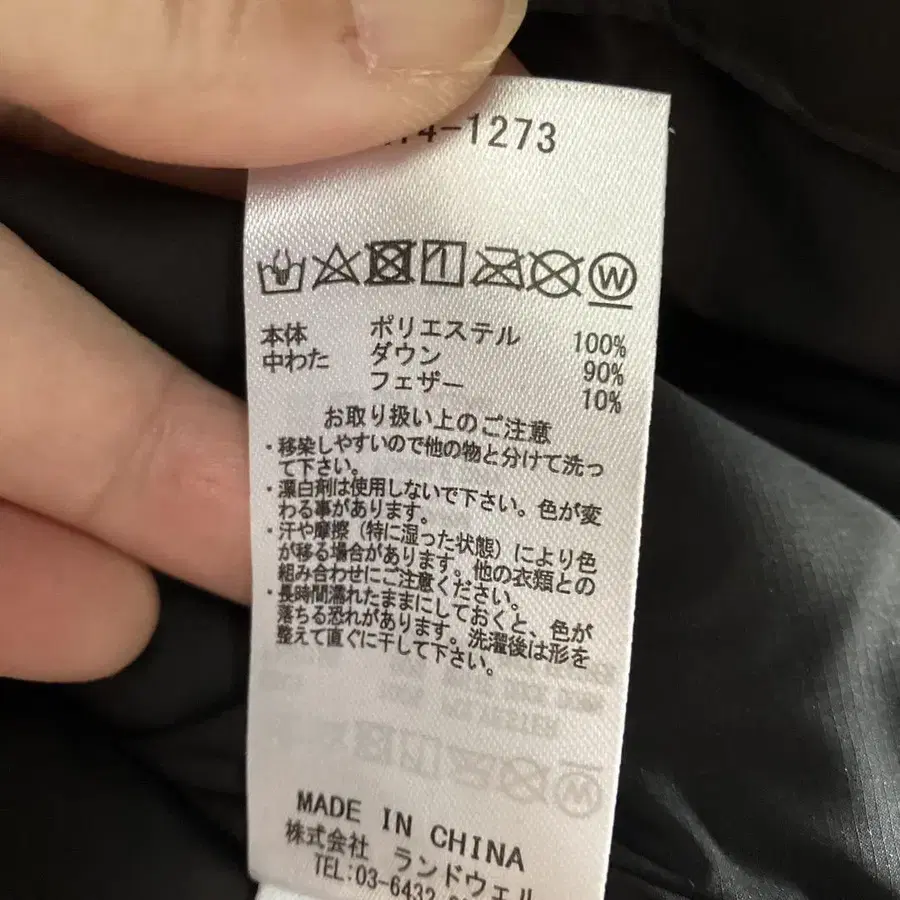 4-1273
W
本体 ポリエステル 100%
中わた ダウン 90%
フェザー 10%
お取り扱い上のご注意
・移染しやすいので他の物と分けて洗っ
て下さい。
・漂白剤は使用しないで下さい。色が変
わる事があります。
・汗や摩擦（特に湿った状態）により色
が移る場合があります。他の衣類との
組み合わせにご注意ください。
・長時間濡れたままにしておくと、色が
落ちる恐れがあります。洗濯後は形を
整えて直ぐに干して下さい。
MADE IN CHINA
株式会社 ランドウェル
TEL:03-6432